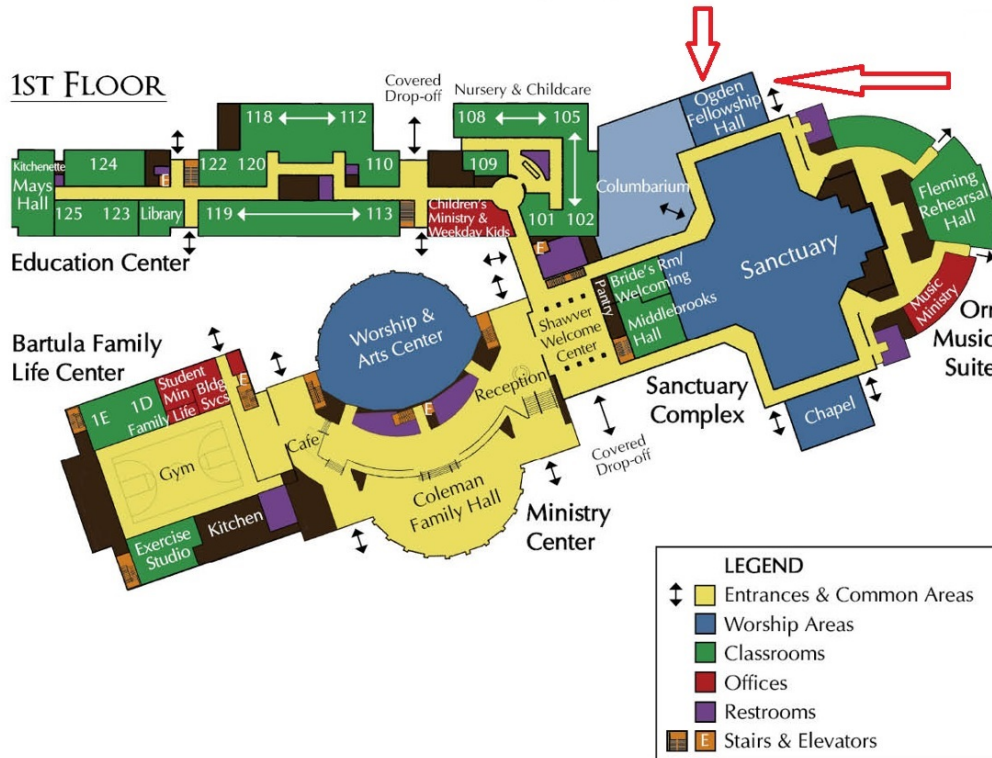 1ST FLOOR
Covered
Drop-off
Nursery & Childcare
118
112
108
105
Ogden
Fellowship
Hall
Kitchenette
Mays
Hall
124
E
122
120
110
109
Columbarium
Fleming
Rehearsal
Hall
125
123
Library
119
113
Children's
Ministry &
Weekday Kids
101
102
E
Education Center
Sanctuary
Bride's Rm/
Welcoming
Pantry
Middlebrooks
Hall
Music
Ministry
Orr
Music
Suite
Worship &
Arts Center
Shawver
Welcome
Center
Bartula Family
Life Center
Student
Min
Life
Bldg
Svcs
E
1E
1D
Family
E
Reception
Sanctuary
Complex
Chapel
Cafe
Gym
Covered
Drop-off
Coleman
Family Hall
Ministry
Center
Kitchen
Exercise
Studio
LEGEND
Entrances & Common Areas
Worship Areas
Classrooms
Offices
Restrooms
E Stairs & Elevators